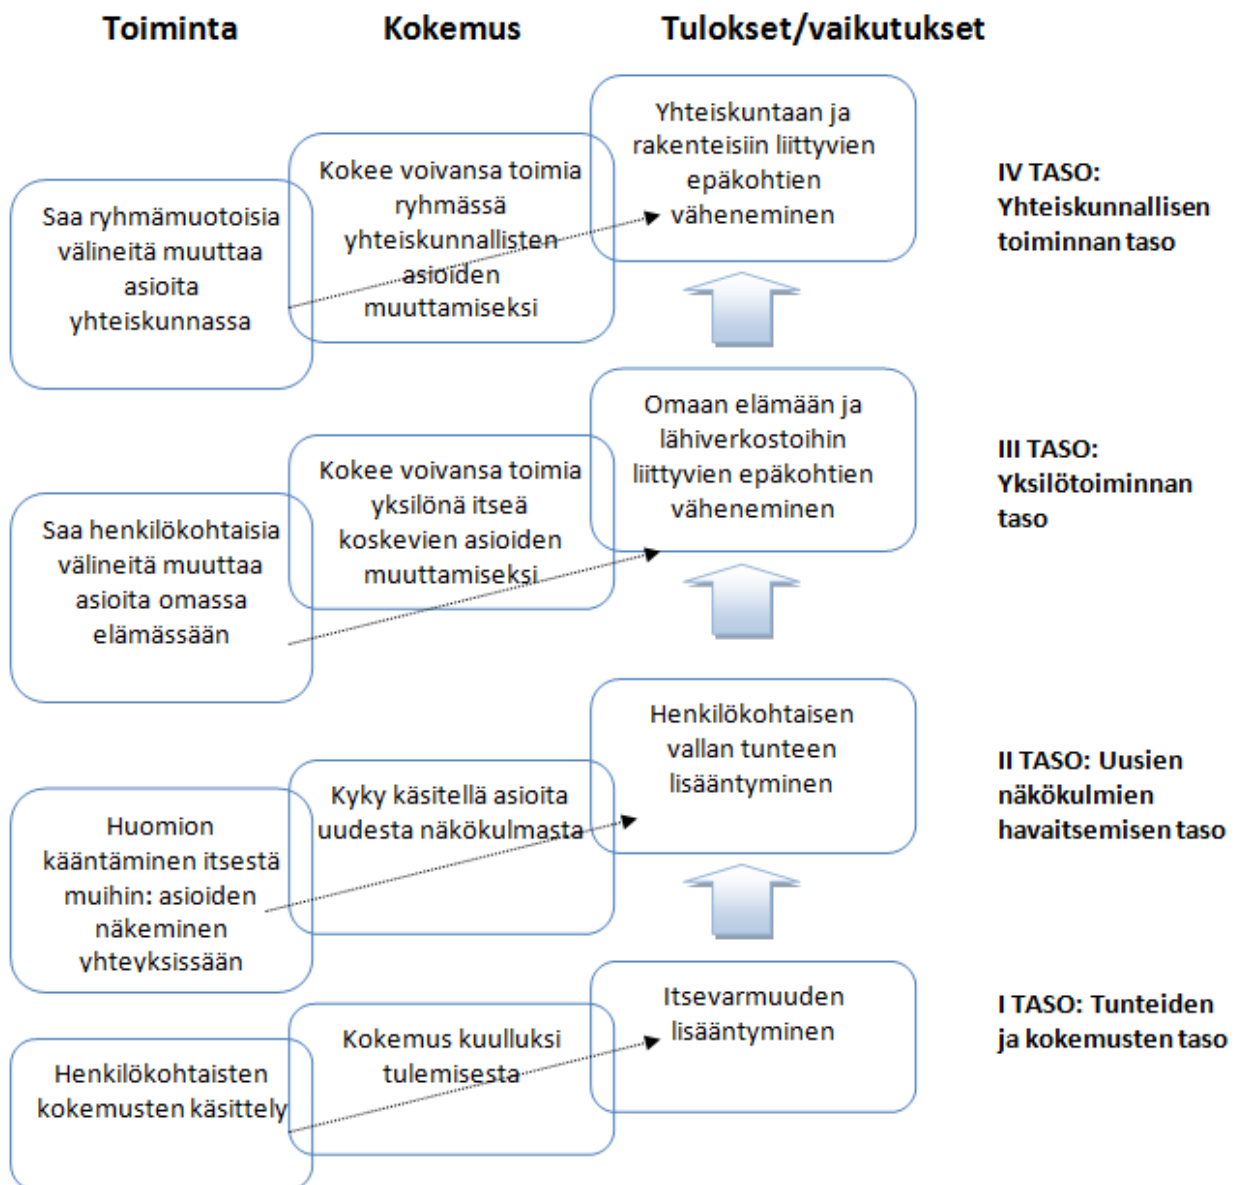 Toiminta
Kokemus
Tulokset/vaikutukset
Saa ryhmämuotoisia
välineitä muuttaa
asioita
yhteiskunnassa
Kokee voivansa toimia
ryhmässä
yhteiskunnallisten
asioiden
muuttamiseksi
Yhteiskuntaan ja
rakenteisiin liittyvien
epäkohtien
väheneminen
IV TASO:
Yhteiskunnallisen
toiminnan taso
Saa henkilökohtaisia
välineitä muuttaa
asioita omassa
elämässään
Kokee voivansa toimia
yksilönä itseä
koskevien asioiden
muuttamiseksi
Omaan elämään ja
lähiverkostoihin
liittyvien epäkohtien
väheneminen
III TASO:
Yksilötoiminnan
taso
Huomion
kääntäminen itsestä
muihin: asioiden
näkeminen
yhteyksissään
Kyky käsitellä asioita
uudesta näkökulmasta
Henkilökohtaisen
vallan tunteen
lisääntyminen
II TASO: Uusien
näkökulmien
havaitsemisen taso
Henkilökohtaisten
kokemusten käsittely
Kokemus kuulluksi
tulemisesta
Itsevarmuuden
lisääntyminen
I TASO: Tunteiden
ja kokemusten taso